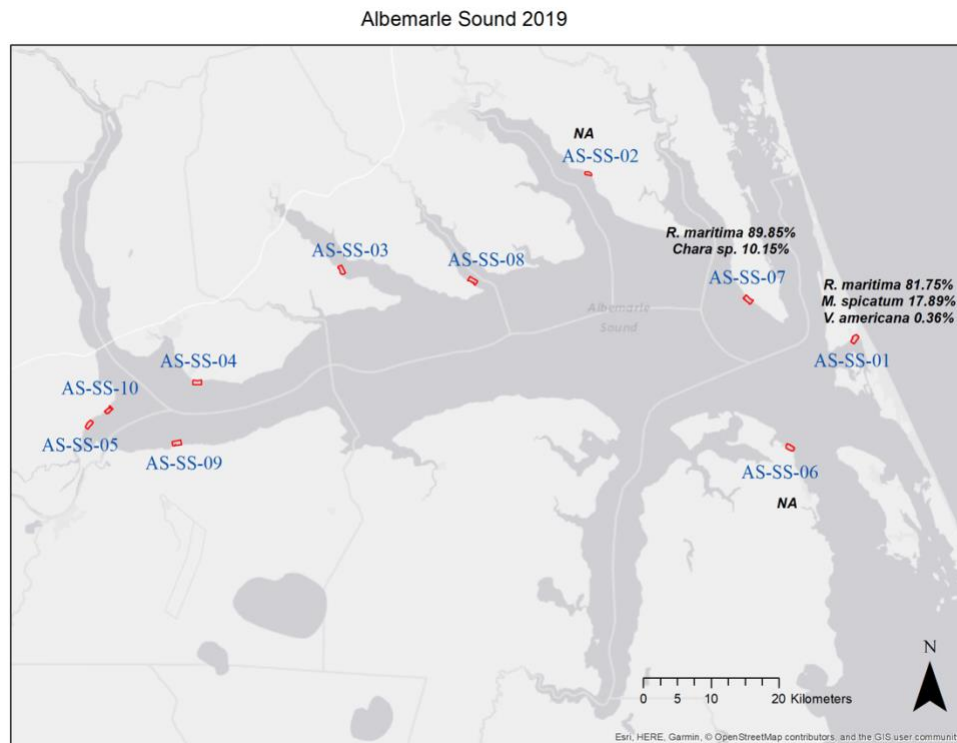 Albemarle Sound 2019
NA
AS-SS-02
R. maritima 89.85%
Chara sp. 10.15%
AS-SS-03
AS-SS-08
AS-SS-07
R. maritima 81.75%
M. spicatum 17.89%
V. americana 0.36%
Albemarle
Sound
AS-SS-01
AS-SS-04
AS-SS-10
AS-SS-05
AS-SS-09
AS-SS-06
NA
N
0 5 10 20 Kilometers
Esri, HERE, Garmin, © OpenStreetMap contributors, and the GIS user communit